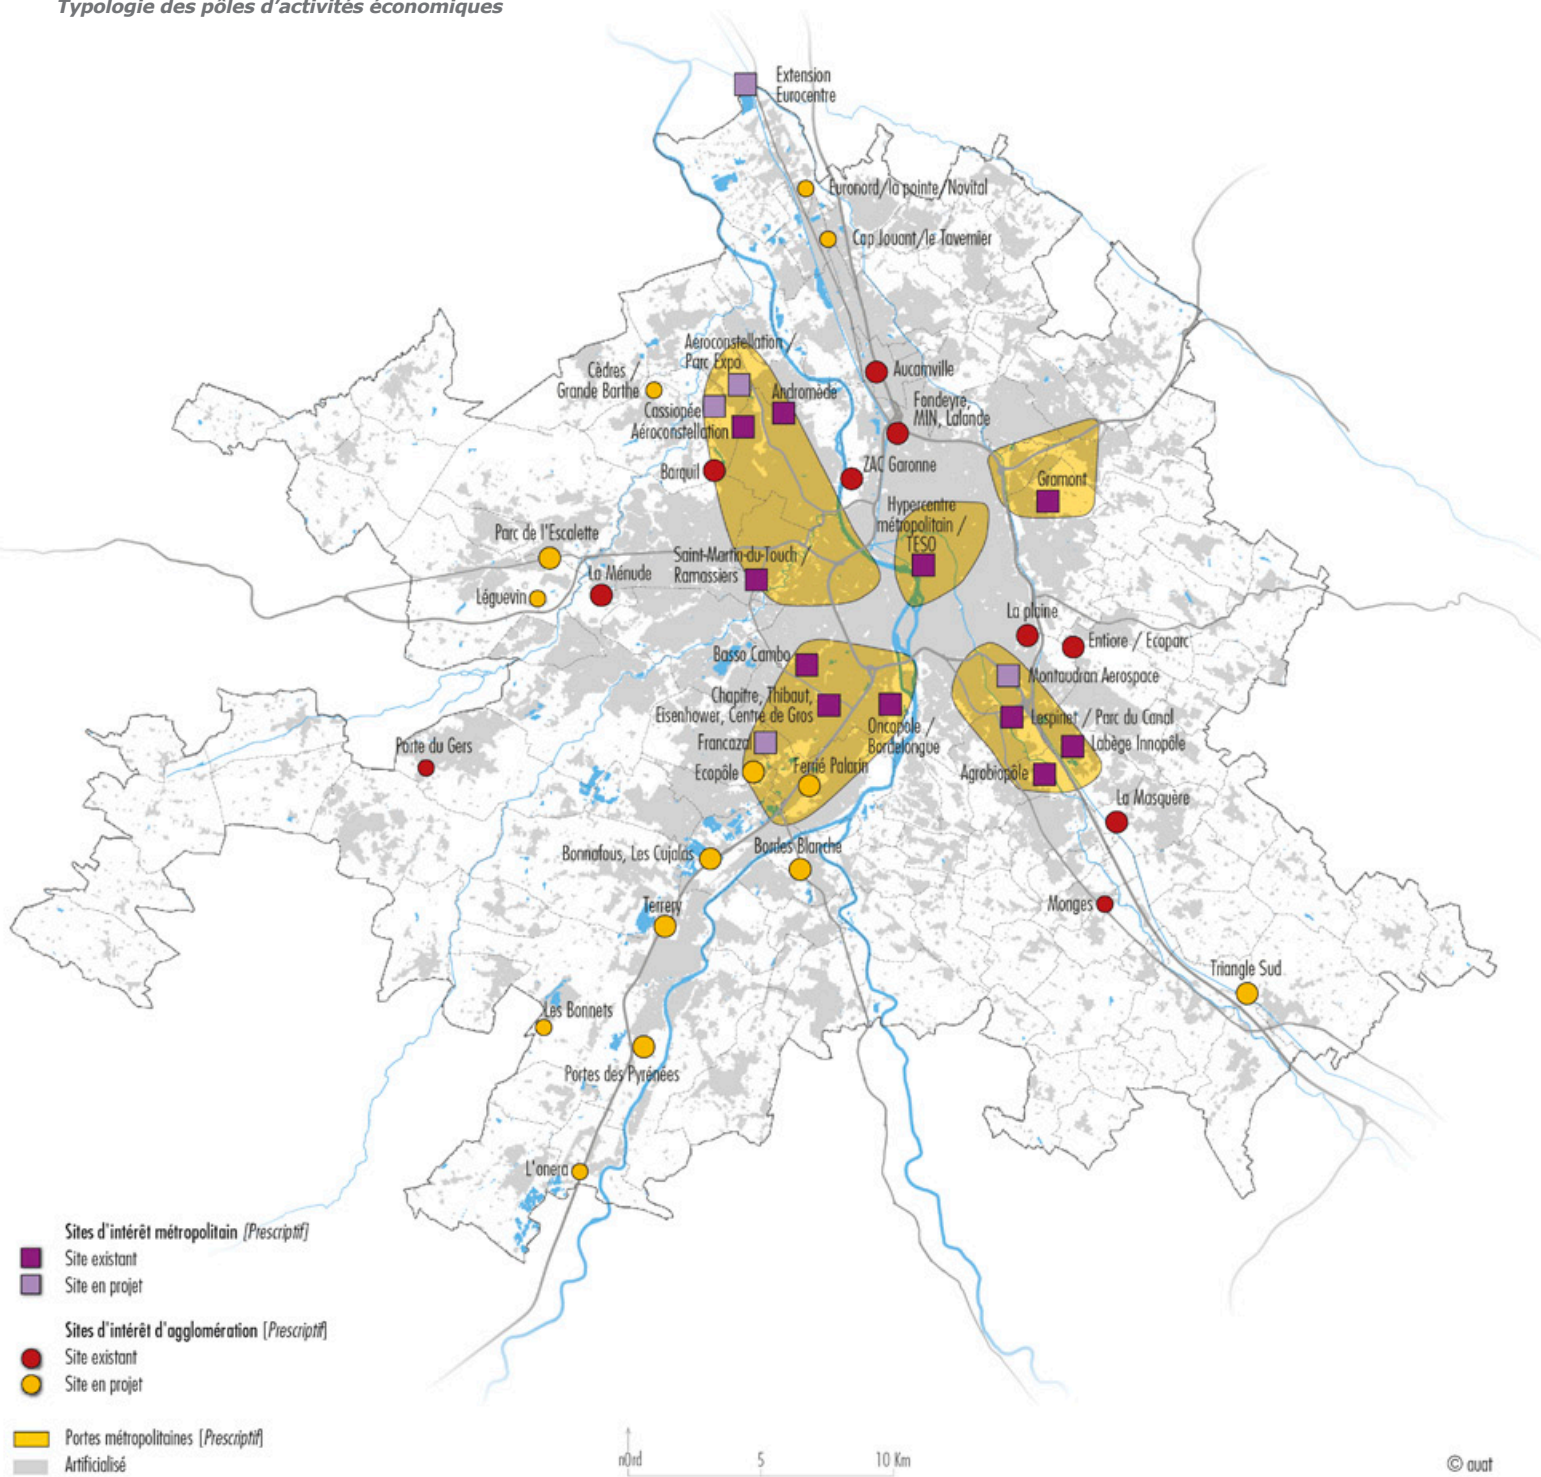 Typologie des pôles d'activités économiques
Extension
Eurocentre
Euronord/la pointe/Novital
Cap Jouant/le Tavernier
Aéroconstellation /
Parc Expo
Cèdres /
Grande Barthe
Andromède
Cassiopée
Aéroconstellation
Aucamville
Fondeyre,
MIN, Lalande
Barquil
ZAC Garonne
Gramont
Hypercentre
métropolitain /
TESO
Parc de l'Escalette
Saint-Martin-du-Touch /
Ramassiers
La Ménude
Léguevin
La plaine
Entiore / Ecoparc
Basso Cambo
Montaudran Aerospace
Chapitre, Thibaut,
Eisenhower, Centre de Gros
Oncopole /
Bordelongue
Lespinet / Parc du Canal
Labège Innopôle
Francazal
Porte du Gers
Ecopôle
Ferrié Palarin
Agrobiopôle
La Masquère
Bonnafous, Les Cujalas
Bordes Blanche
Terrery
Monges
Triangle Sud
Les Bonnets
Portes des Pyrénées
L'onera
Sites d'intérêt métropolitain [Prescriptif]
Site existant
Site en projet
Sites d'intérêt d'agglomération [Prescriptif]
Site existant
Site en projet
Portes métropolitaines [Prescriptif]
Artificialisé
nOrd 5 10 Km
© auat